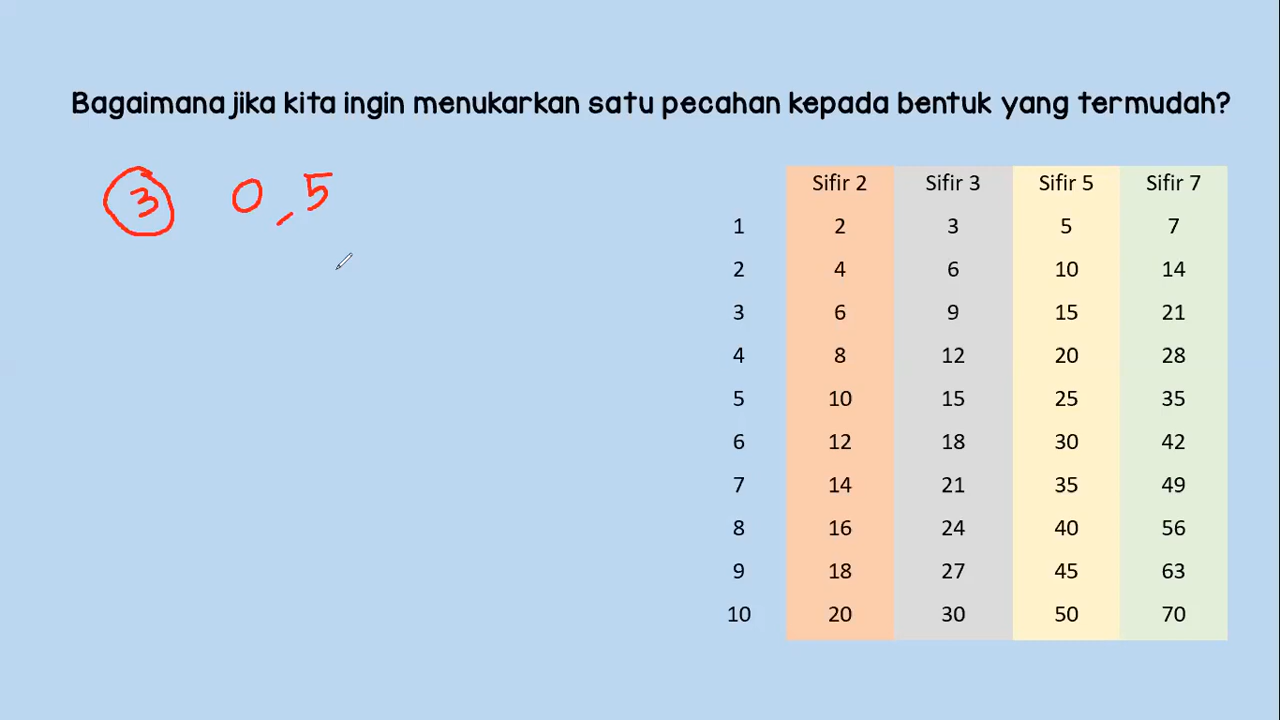 Bagaimana jika kita ingin menukarkan satu pecahan kepada bentuk yang termudah?
3 0, 5
Sifir 2 Sifir 3 Sifir 5 Sifir 7
1 2 3 5 7
2 4 6 10 14
3 6 9 15 21
4 8 12 20 28
5 10 15 25 35
6 12 18 30 42
7 14 21 35 49
8 16 24 40 56
9 18 27 45 63
10 20 30 50 70